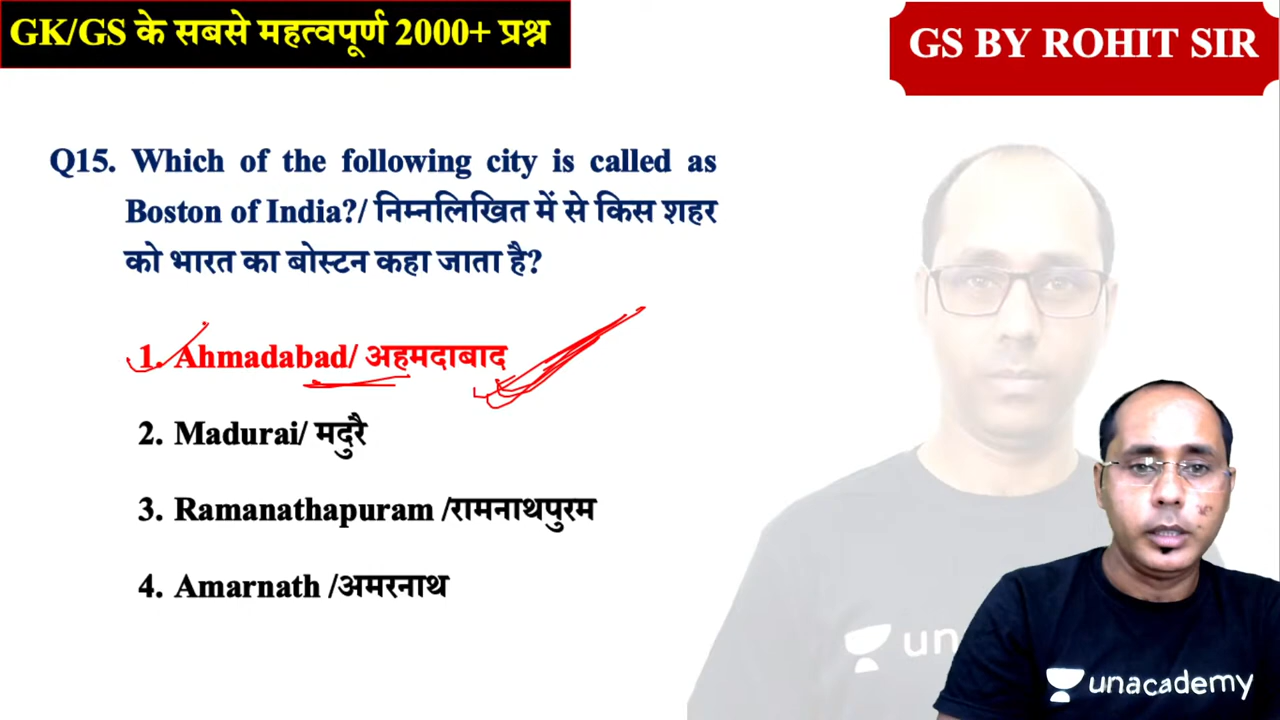 GK/GS के सबसे महत्वपूर्ण 2000+ प्रश्न
GS BY ROHIT SIR
Q15. Which of the following city is called as
Boston of India?/ निम्नलिखित में से किस शहर
को भारत का बोस्टन कहा जाता है?
1. Ahmadabad/ अहमदाबाद
2. Madurai/ मदुरै
3. Ramanathapuram /रामनाथपुरम
4. Amarnath /अमरनाथ
un
unacademy